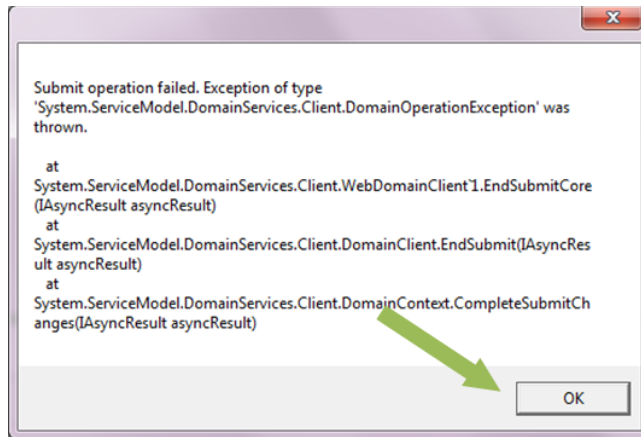 Submit operation failed. Exception of type
'System.ServiceModel.DomainServices.Client.DomainOperationException' was
thrown.
at
System.ServiceModel.DomainServices.Client.WebDomainClient`1.EndSubmitCore
(IAsyncResult asyncResult)
at
System.ServiceModel.DomainServices.Client.DomainClient.EndSubmit(IAsyncRes
ult asyncResult)
at
System.ServiceModel.DomainServices.Client.DomainContext.CompleteSubmitCh
anges(IAsyncResult asyncResult)
OK